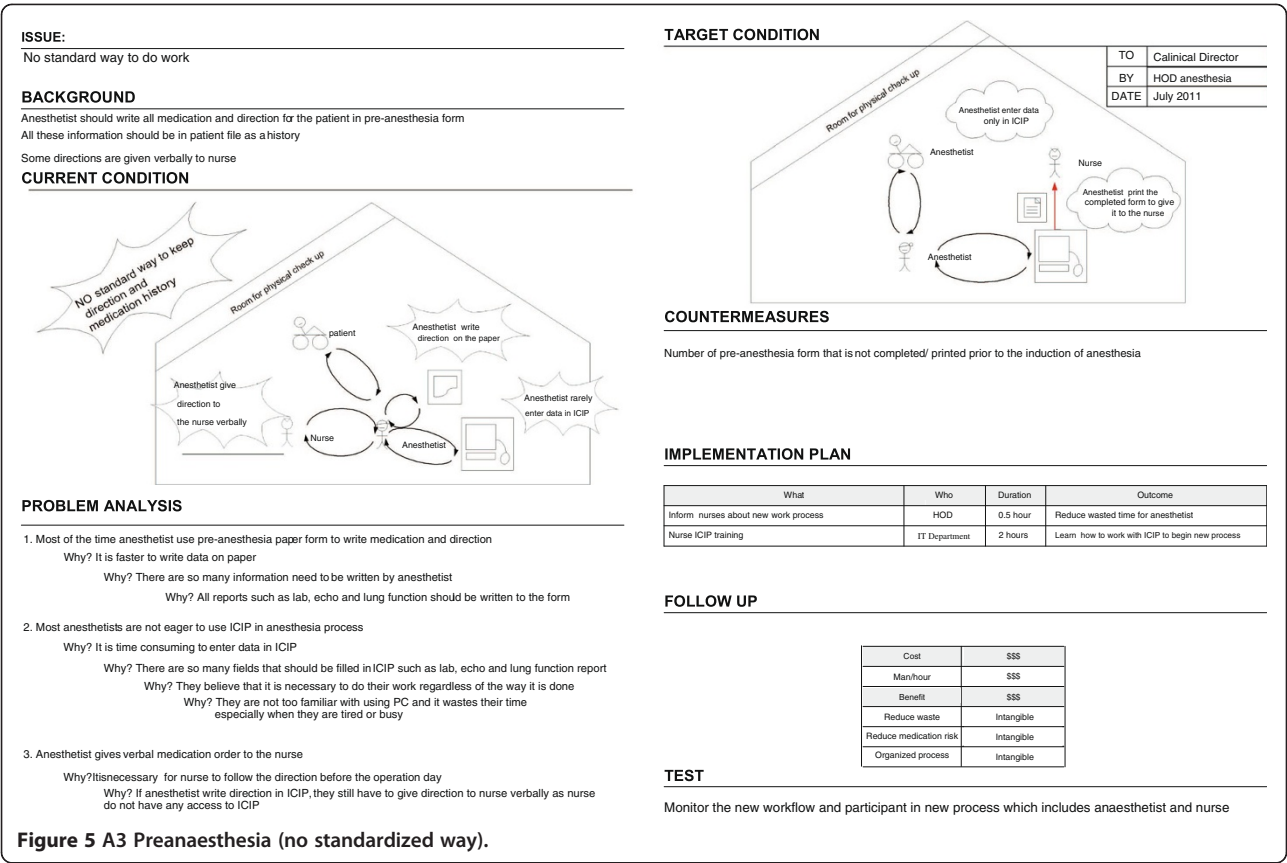 ISSUE:
No standard way to do work
BACKGROUND
Anesthetist should write all medication and direction for the patient in pre-anesthesia form
All these information should be in patient file as a history
Some directions are given verbally to nurse
CURRENT CONDITION
NO standard way to keep
direction and
medication history
Room for physical check up
patient
Anesthetist write
direction on the paper
Anesthetist give
direction to
the nurse verbally
Anesthetist rarely
enter data in ICIP
Nurse
Anesthetist
PROBLEM ANALYSIS
1. Most of the time anesthetist use pre-anesthesia paper form to write medication and direction
Why? It is faster to write data on paper
Why? There are so many information need to be written by anesthetist
Why? All reports such as lab, echo and lung function should be written to the form
2. Most anesthetists are not eager to use ICIP in anesthesia process
Why? It is time consuming to enter data in ICIP
Why? There are so many fields that should be filled in ICIP such as lab, echo and lung function report
Why? They believe that it is necessary to do their work regardless of the way it is done
Why? They are not too familiar with using PC and it wastes their time
especially when they are tired or busy
3. Anesthetist gives verbal medication order to the nurse
Why?Itisnecessary for nurse to follow the direction before the operation day
Why? If anesthetist write direction in ICIP, they still have to give direction to nurse verbally as nurse
do not have any access to ICIP
TARGET CONDITION
TO Calinical Director
BY HOD anesthesia
DATE July 2011
Room for physical check up
Anesthetist enter data
only in ICIP
Anesthetist
Nurse
Anesthetist print the
completed form to give
it to the nurse
Anesthetist
COUNTERMEASURES
Number of pre-anesthesia form that is not completed/ printed prior to the induction of anesthesia
IMPLEMENTATION PLAN
What Who Duration Outcome
Inform nurses about new work process HOD 0.5 hour Reduce wasted time for anesthetist
Nurse ICIP training IT Department 2 hours Learn how to work with ICIP to begin new process
FOLLOW UP
Cost $$$
Man/hour $$$
Benefit $$$
Reduce waste Intangible
Reduce medication risk Intangible
Organized process Intangible
TEST
Monitor the new workflow and participant in new process which includes anaesthetist and nurse
Figure 5 A3 Preanaesthesia (no standardized way).